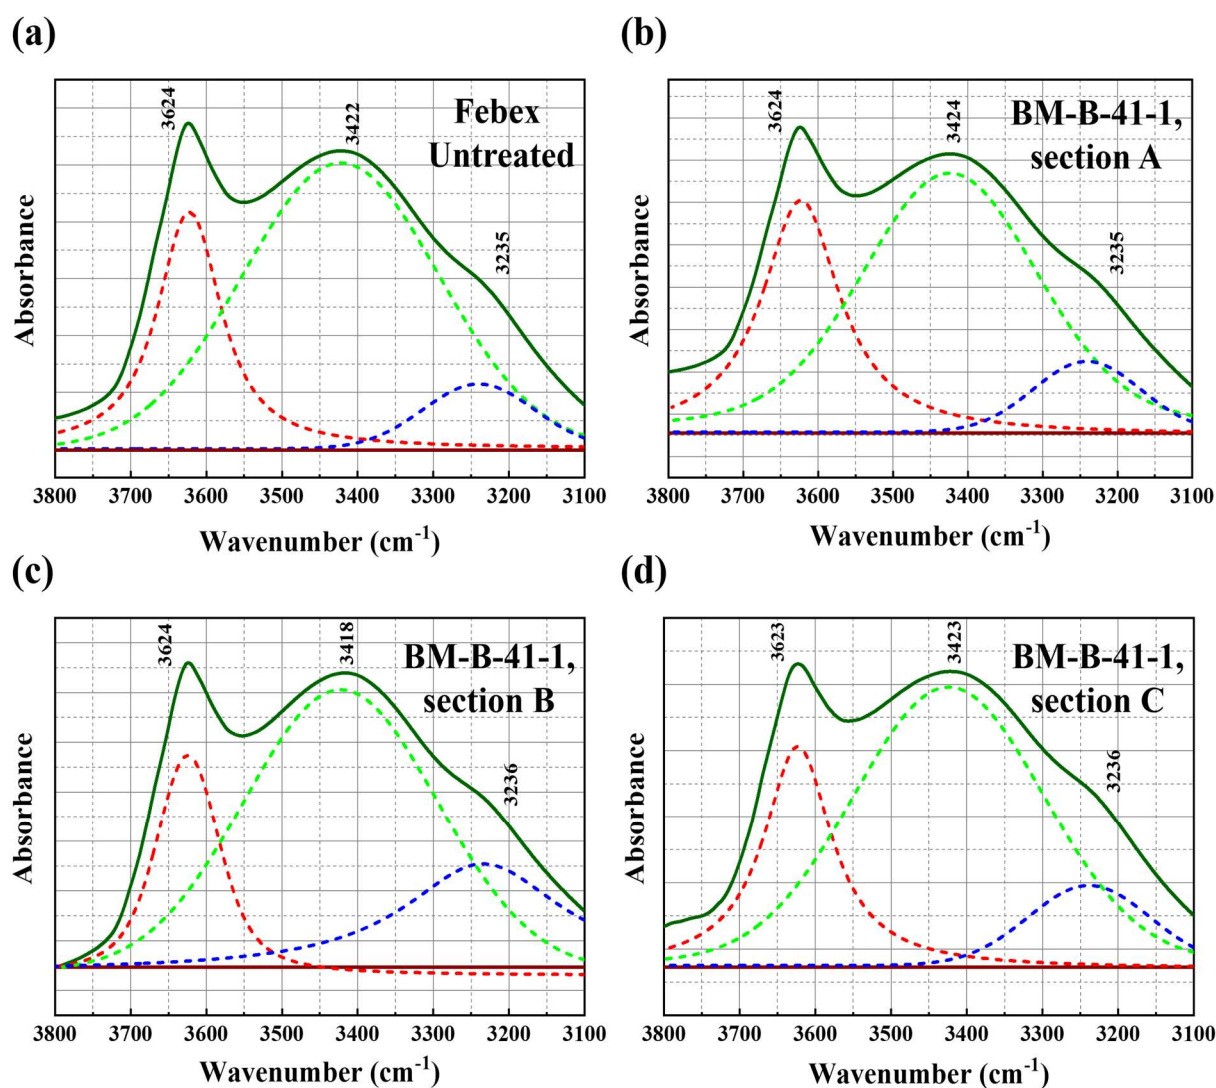 (a)
3624
3422
3235
Febex
Untreated
Absorbance
3800 3700 3600 3500 3400 3300 3200 3100
Wavenumber (cm⁻¹)
(b)
3624
3424
3235
BM-B-41-1,
section A
Absorbance
3800 3700 3600 3500 3400 3300 3200 3100
Wavenumber (cm⁻¹)
(c)
3624
3418
3236
BM-B-41-1,
section B
Absorbance
3800 3700 3600 3500 3400 3300 3200 3100
Wavenumber (cm⁻¹)
(d)
3623
3423
3236
BM-B-41-1,
section C
Absorbance
3800 3700 3600 3500 3400 3300 3200 3100
Wavenumber (cm⁻¹)